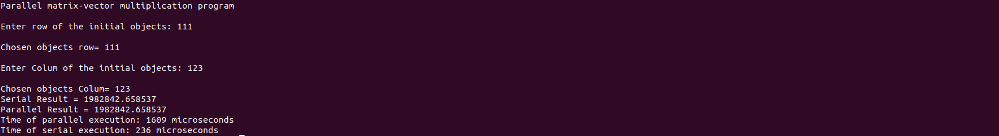 Parallel matrix-vector multiplication program
Enter row of the initial objects: 111
Chosen objects row= 111
Enter Colum of the initial objects: 123
Chosen objects Colum= 123
Serial Result = 1982842.658537
Parallel Result = 1982842.658537
Time of parallel execution: 1609 microseconds
Time of serial execution: 236 microseconds